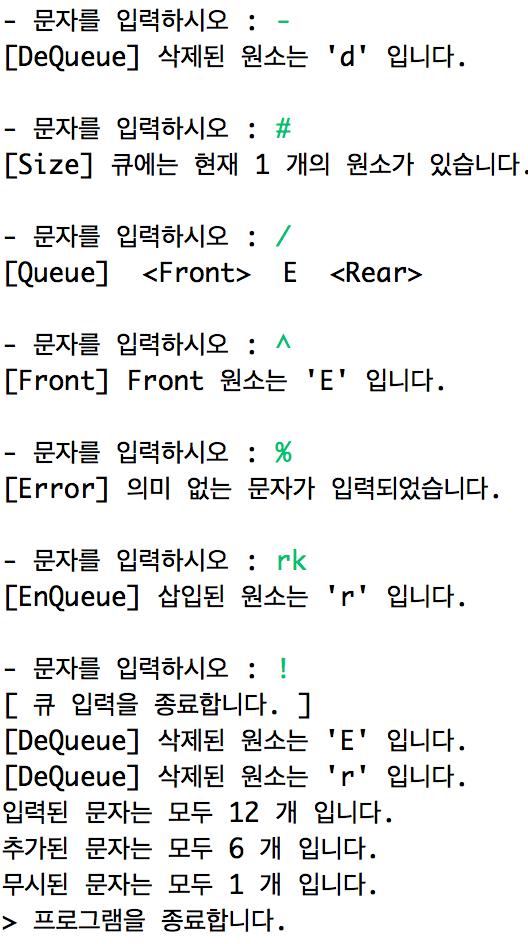 - 문자를 입력하시오 : -
[DeQueue] 삭제된 원소는 'd' 입니다.
- 문자를 입력하시오 : #
[Size] 큐에는 현재 1 개의 원소가 있습니다.
- 문자를 입력하시오 : /
[Queue]  <Front>  E  <Rear>
- 문자를 입력하시오 : ^
[Front] Front 원소는 'E' 입니다.
- 문자를 입력하시오 : %
[Error] 의미 없는 문자가 입력되었습니다.
- 문자를 입력하시오 : rk
[EnQueue] 삽입된 원소는 'r' 입니다.
- 문자를 입력하시오 : !
[ 큐 입력을 종료합니다. ]
[DeQueue] 삭제된 원소는 'E' 입니다.
[DeQueue] 삭제된 원소는 'r' 입니다.
입력된 문자는 모두 12 개 입니다.
추가된 문자는 모두 6 개 입니다.
무시된 문자는 모두 1 개 입니다.
> 프로그램을 종료합니다.